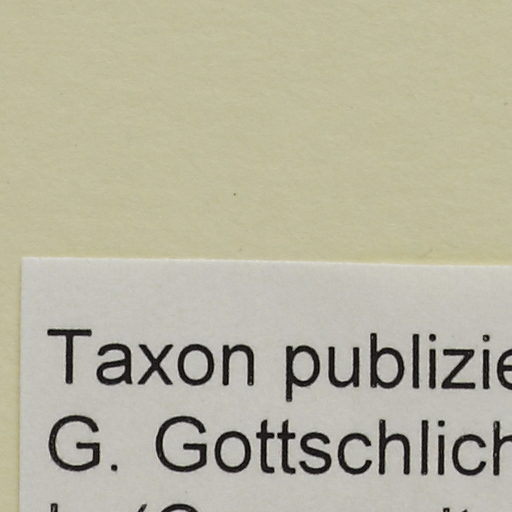 Taxon publizie
G. Gottschlich